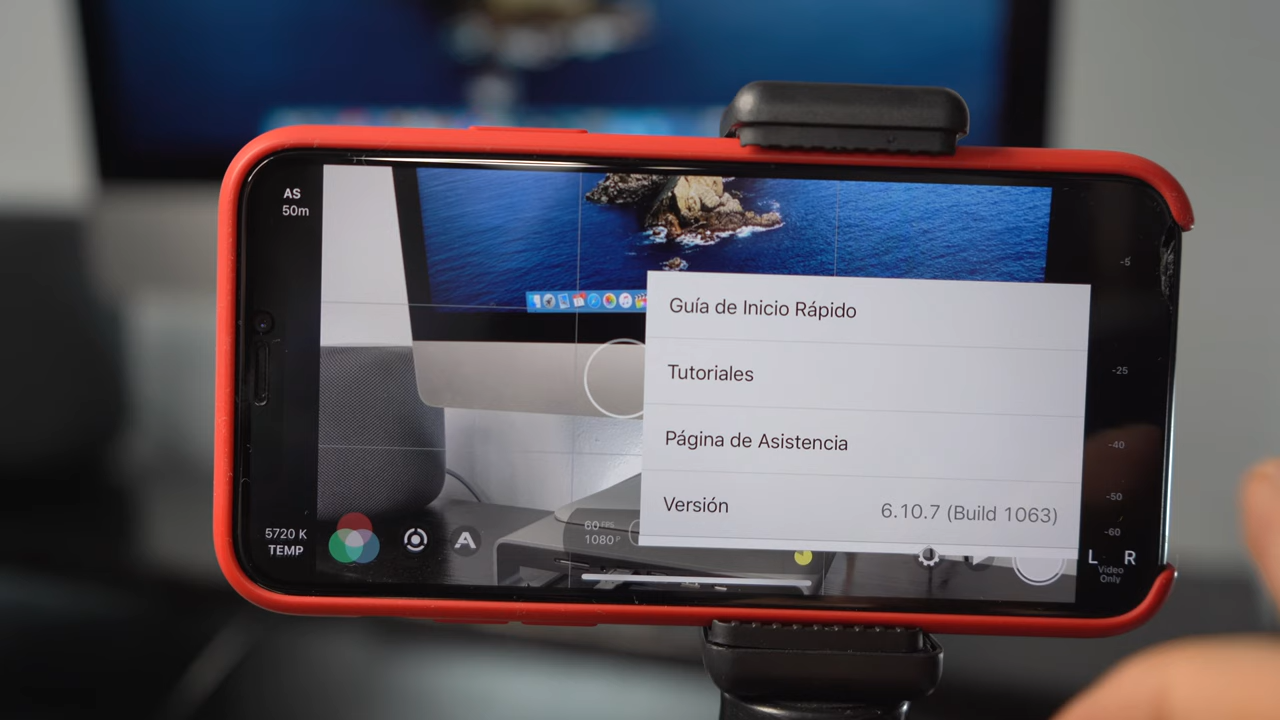 AS
50m
-5
-25
-40
-50
-60
Guía de Inicio Rápido
Tutoriales
Página de Asistencia
Versión 6.10.7 (Build 1063)
5720 K
TEMP
A
60 FPS
1080 P
L R
Video
Only